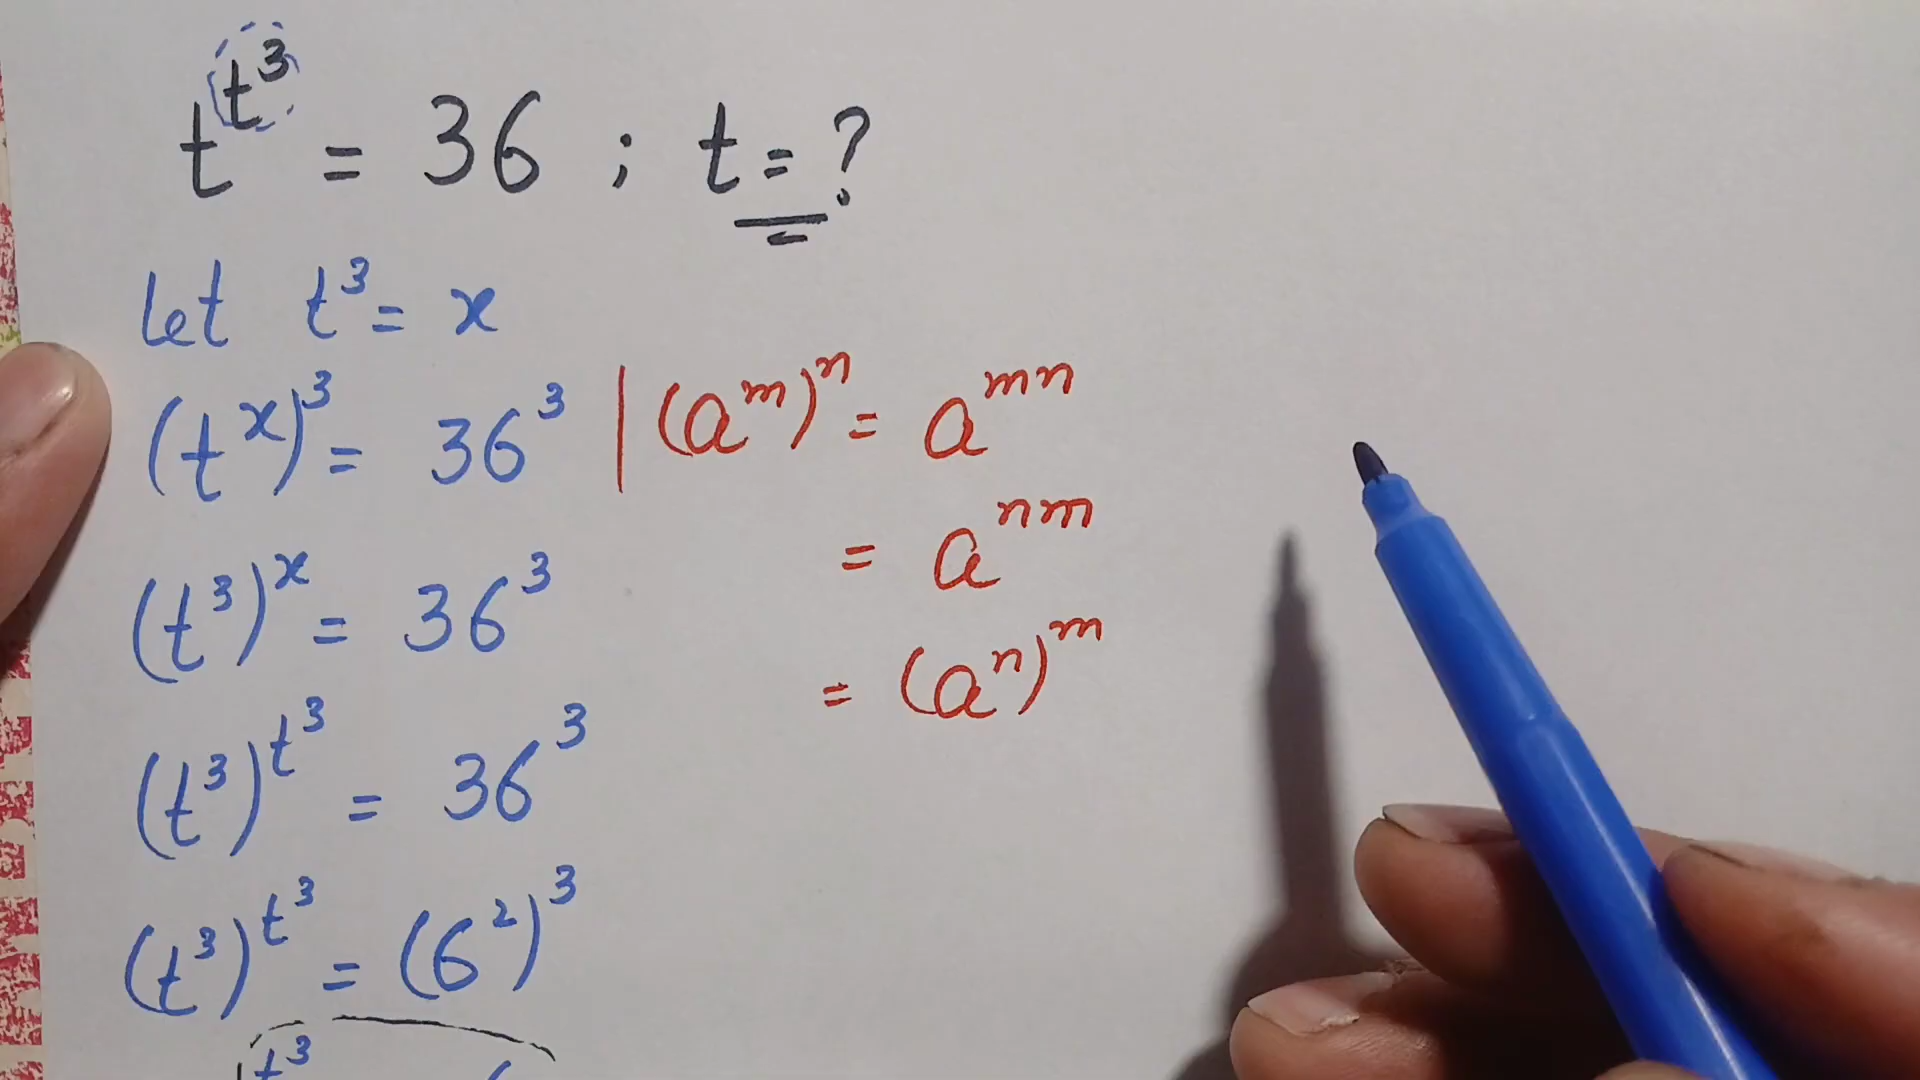 t^t^3 = 36 ; t = ?
let t^3 = x
(t^x)^3 = 36^3 | (a^m)^n = a^mn
= a^nm
(t^3)^x = 36^3
= (a^n)^m
(t^3)^t^3 = 36^3
(t^3)^t^3 = (6^2)^3
t^3